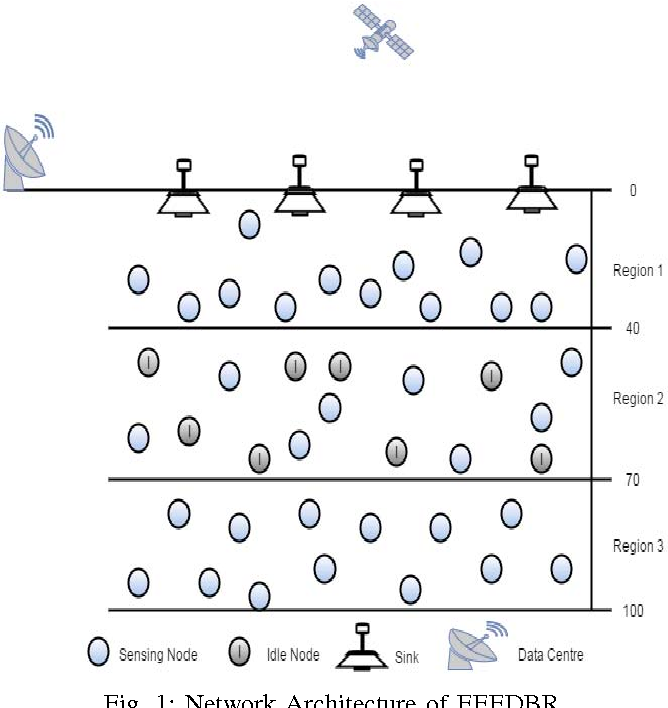 0
Region 1
40
I
I
I
I
Region 2
I
I
I
I
70
Region 3
100
Sensing Node
I
Idle Node
Sink
Data Centre
Fig. 1: Network Architecture of EEEDBR